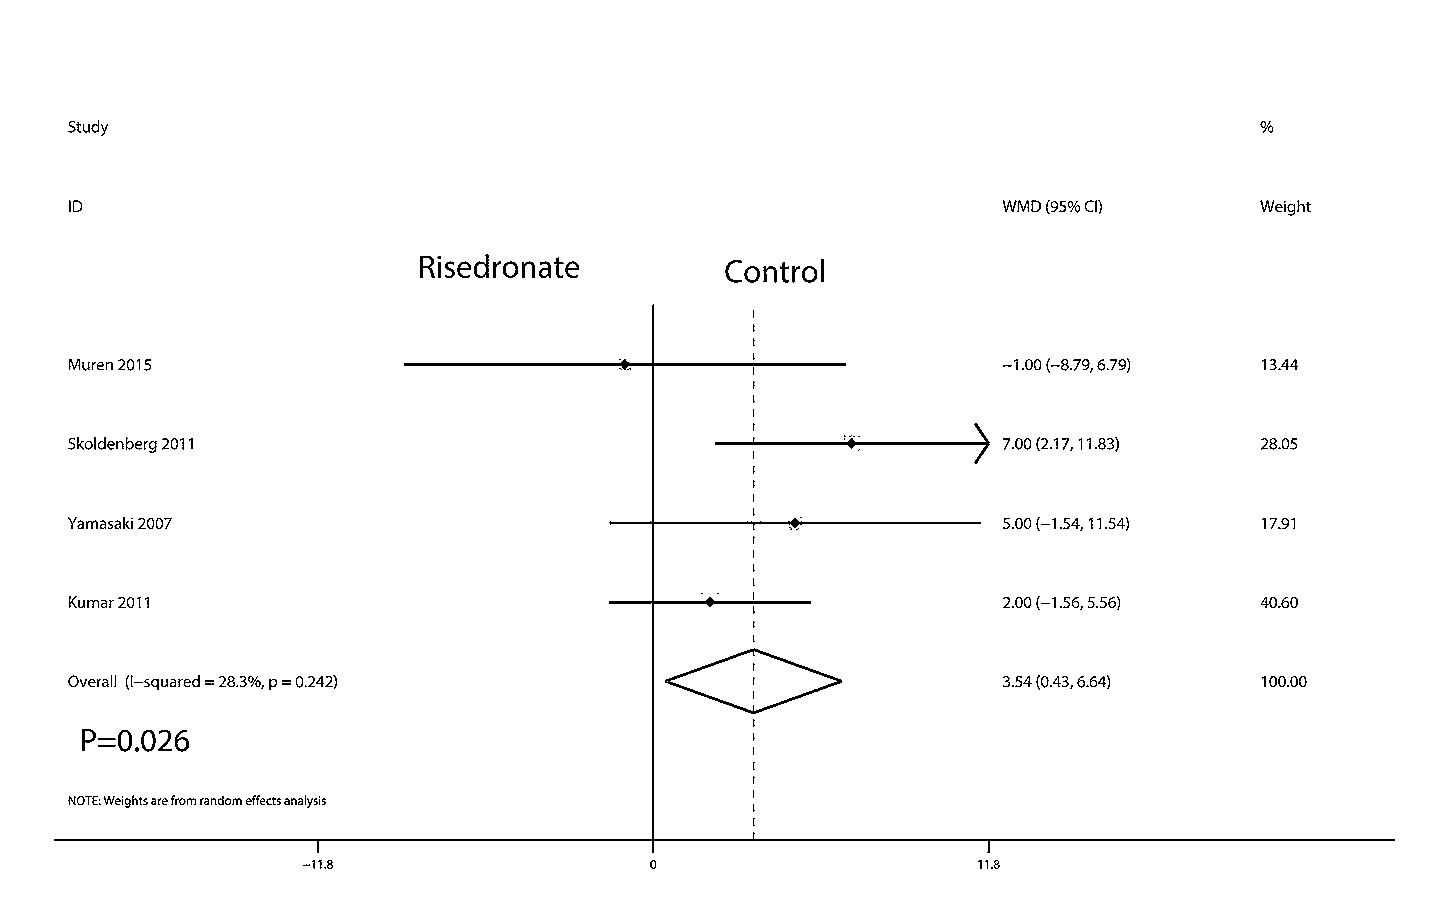 Study %
ID WMD (95% CI) Weight
Risedronate Control
Muren 2015 −1.00 (−8.79, 6.79) 13.44
Skoldenberg 2011 7.00 (2.17, 11.83) 28.05
Yamasaki 2007 5.00 (−1.54, 11.54) 17.91
Kumar 2011 2.00 (−1.56, 5.56) 40.60
Overall (I−squared = 28.3%, p = 0.242) 3.54 (0.43, 6.64) 100.00
P=0.026
NOTE: Weights are from random effects analysis
−11.8 0 11.8